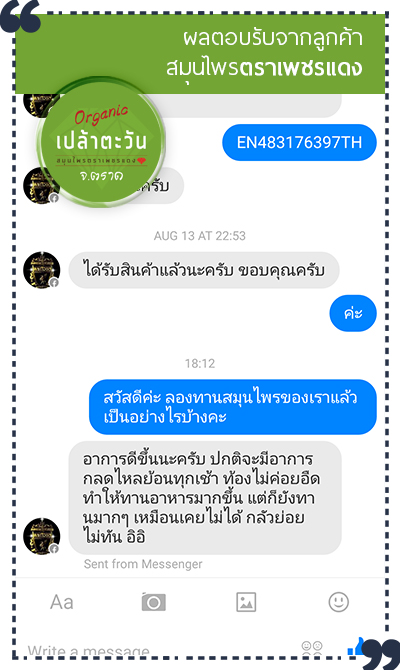 ผลตอบรับจากลูกค้า
สมุนไพรตราเพชรแดง
Organic
เปล้าตะวัน
สมุนไพรตราเพชรแดง
จ.ตราด
EN483176397TH
ครับ
AUG 13 AT 22:53
ได้รับสินค้าแล้วนะครับ ขอบคุณครับ
ค่ะ
18:12
สวัสดีค่ะ ลองทานสมุนไพรของเราแล้ว
เป็นอย่างไรบ้างคะ
อาการดีขึ้นนะครับ ปกติจะมีอาการ
กลดไหลย้อนทุกเช้า ท้องไม่ค่อยอืด
ทำให้ทานอาหารมากขึ้น แต่ก็ยังทา
นมากๆ เหมือนเคยไม่ได้ กลัวย่อย
ไม่ทัน อิอิ
Sent from Messenger
Aa
Write a message